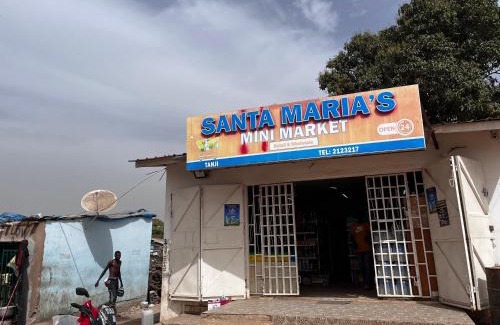 SANTA MARIA'S
MINI MARKET
Retail & Wholesale
OPEN 24
TANJI
TEL: 2123217